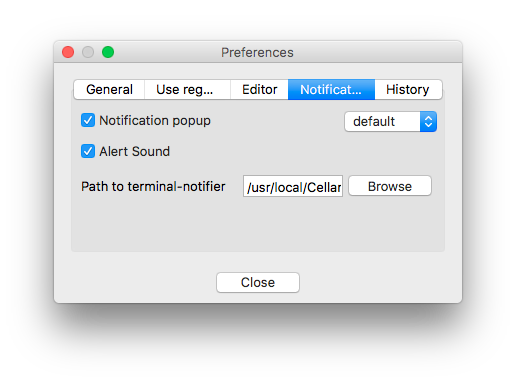 Preferences
General Use reg... Editor Notificat... History
Notification popup default
Alert Sound
Path to terminal-notifier /usr/local/Cellar Browse
Close